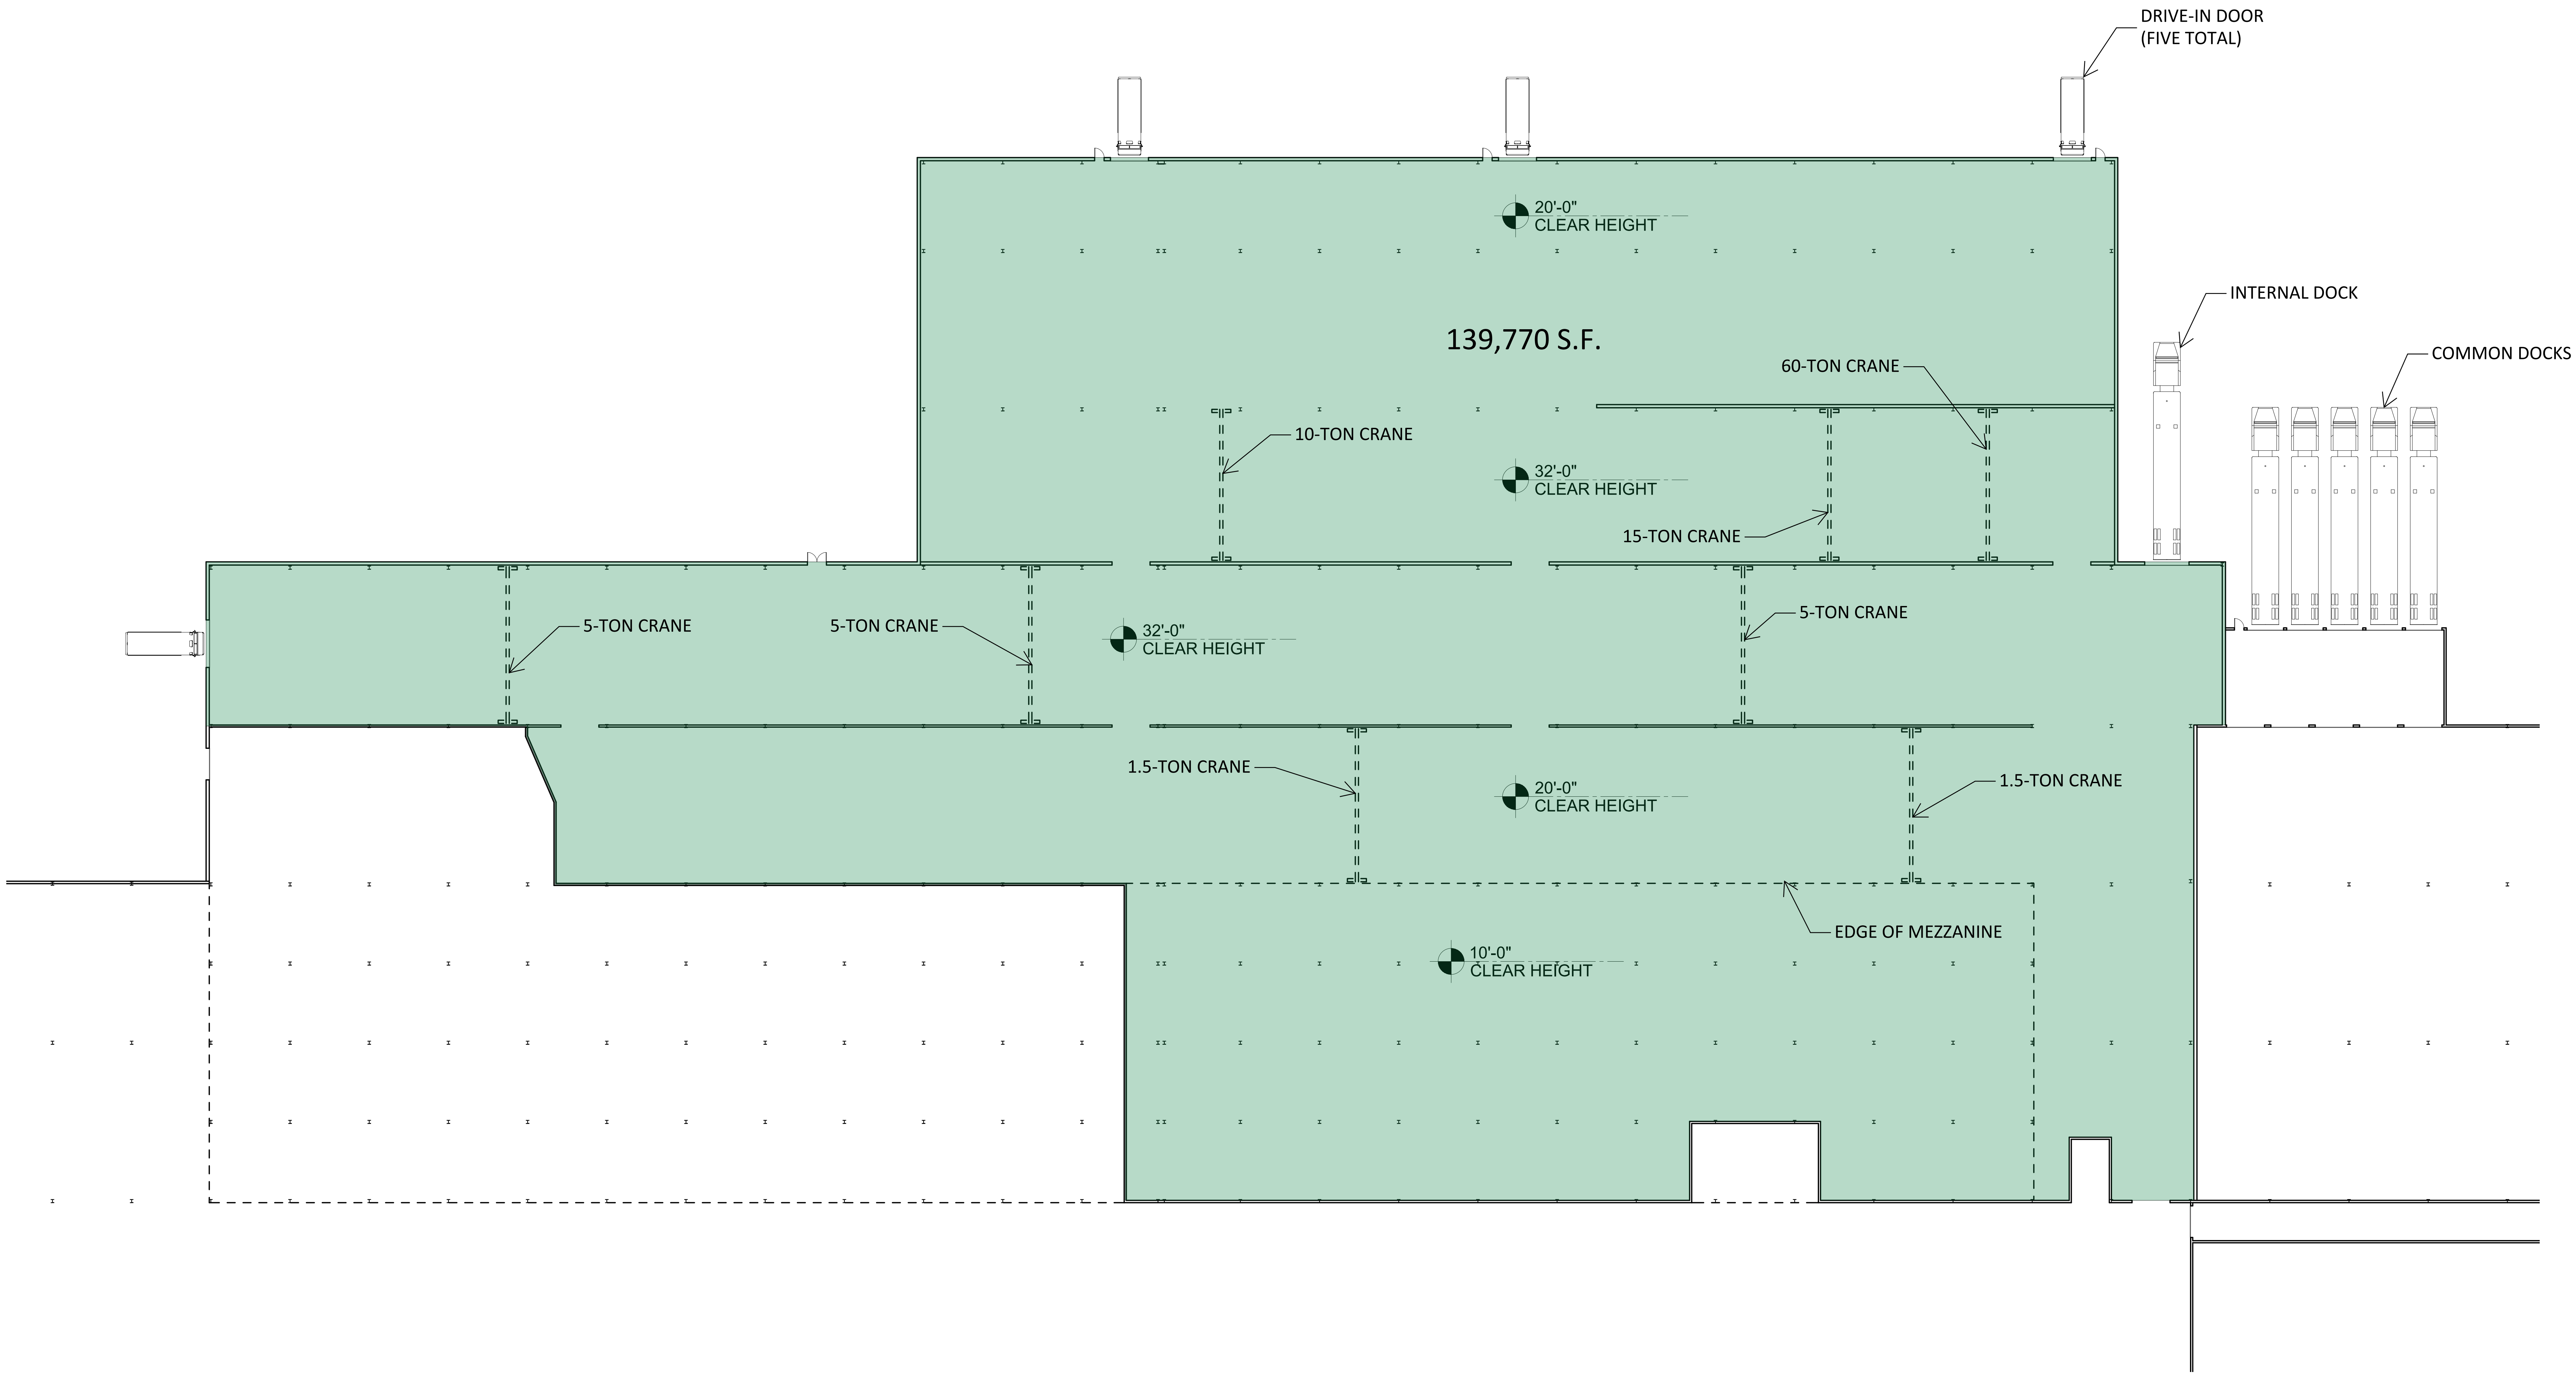 DRIVE-IN DOOR
(FIVE TOTAL)
20'-0"
CLEAR HEIGHT
INTERNAL DOCK
139,770 S.F.
COMMON DOCKS
60-TON CRANE
10-TON CRANE
32'-0"
CLEAR HEIGHT
15-TON CRANE
5-TON CRANE
5-TON CRANE
32'-0"
CLEAR HEIGHT
5-TON CRANE
1.5-TON CRANE
20'-0"
CLEAR HEIGHT
1.5-TON CRANE
EDGE OF MEZZANINE
10'-0"
CLEAR HEIGHT